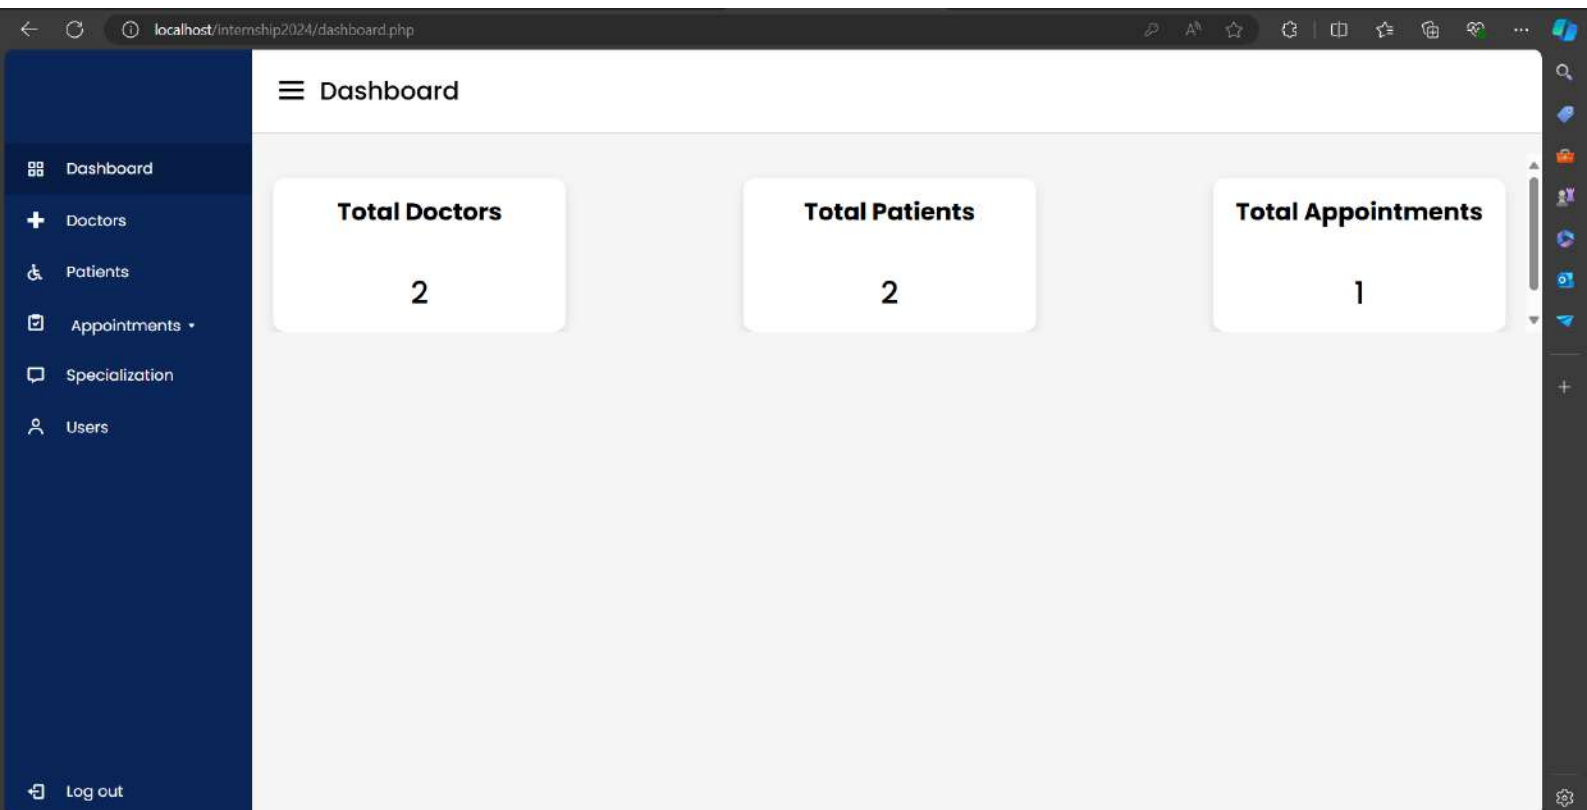 localhost/internship2024/dashboard.php
Dashboard
Dashboard
Doctors
Patients
Appointments
Specialization
Users
Log out
Total Doctors
2
Total Patients
2
Total Appointments
1